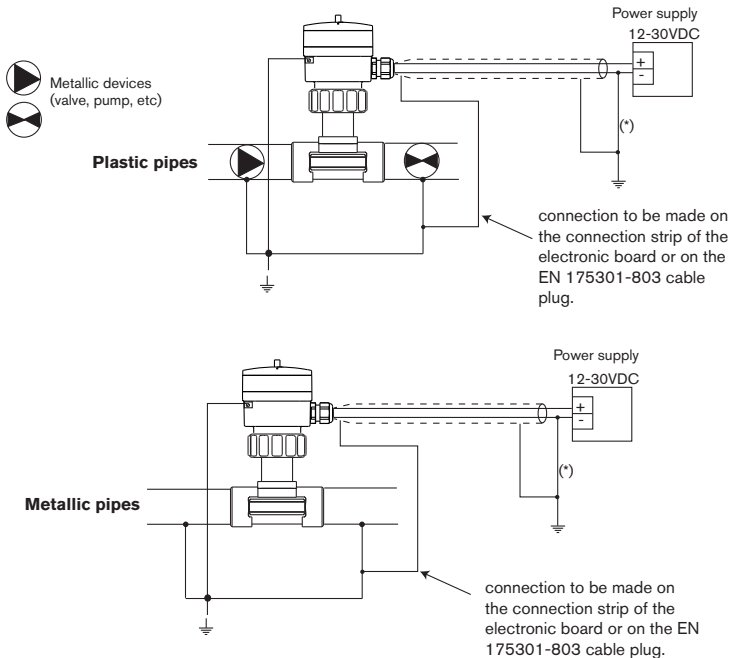 Power supply
12-30VDC
+
-
Metallic devices
(valve, pump, etc)
(*)
Plastic pipes
connection to be made on
the connection strip of the
electronic board or on the
EN 175301-803 cable
plug.
Power supply
12-30VDC
+
-
(*)
Metallic pipes
connection to be made on
the connection strip of the
electronic board or on the EN
175301-803 cable plug.